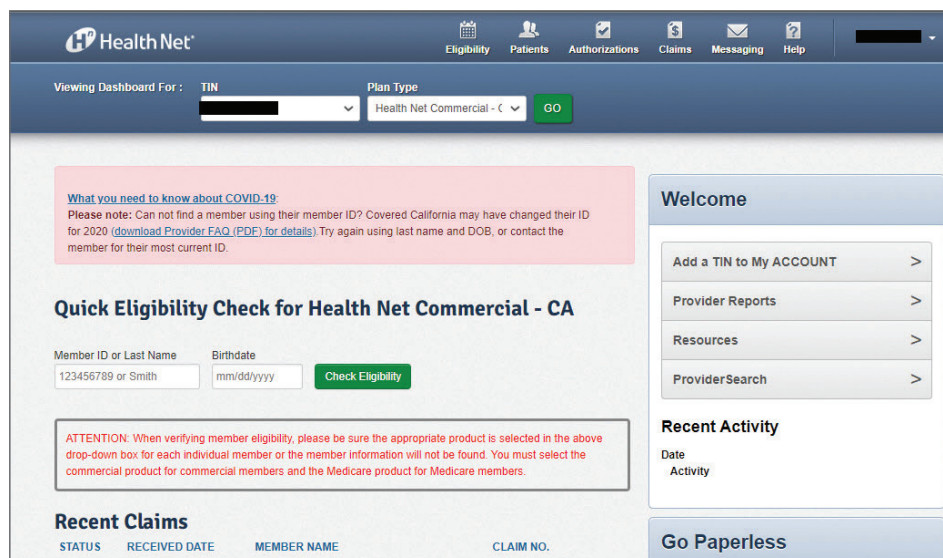 Health Net
Eligibility
Patients
Authorizations
Claims
Messaging
Help
Viewing Dashboard For :
TIN
Plan Type
Health Net Commercial - C
GO
What you need to know about COVID-19:
Please note: Can not find a member using their member ID? Covered California may have changed their ID
for 2020 (download Provider FAQ (PDF) for details).Try again using last name and DOB, or contact the
member for their most current ID.
Quick Eligibility Check for Health Net Commercial - CA
Member ID or Last Name
Birthdate
123456789 or Smith
mm/dd/yyyy
Check Eligibility
ATTENTION: When verifying member eligibility, please be sure the appropriate product is selected in the above
drop-down box for each individual member or the member information will not be found. You must select the
commercial product for commercial members and the Medicare product for Medicare members.
Recent Claims
STATUS RECEIVED DATE MEMBER NAME CLAIM NO.
Welcome
Add a TIN to My ACCOUNT >
Provider Reports >
Resources >
ProviderSearch >
Recent Activity
Date
Activity
Go Paperless